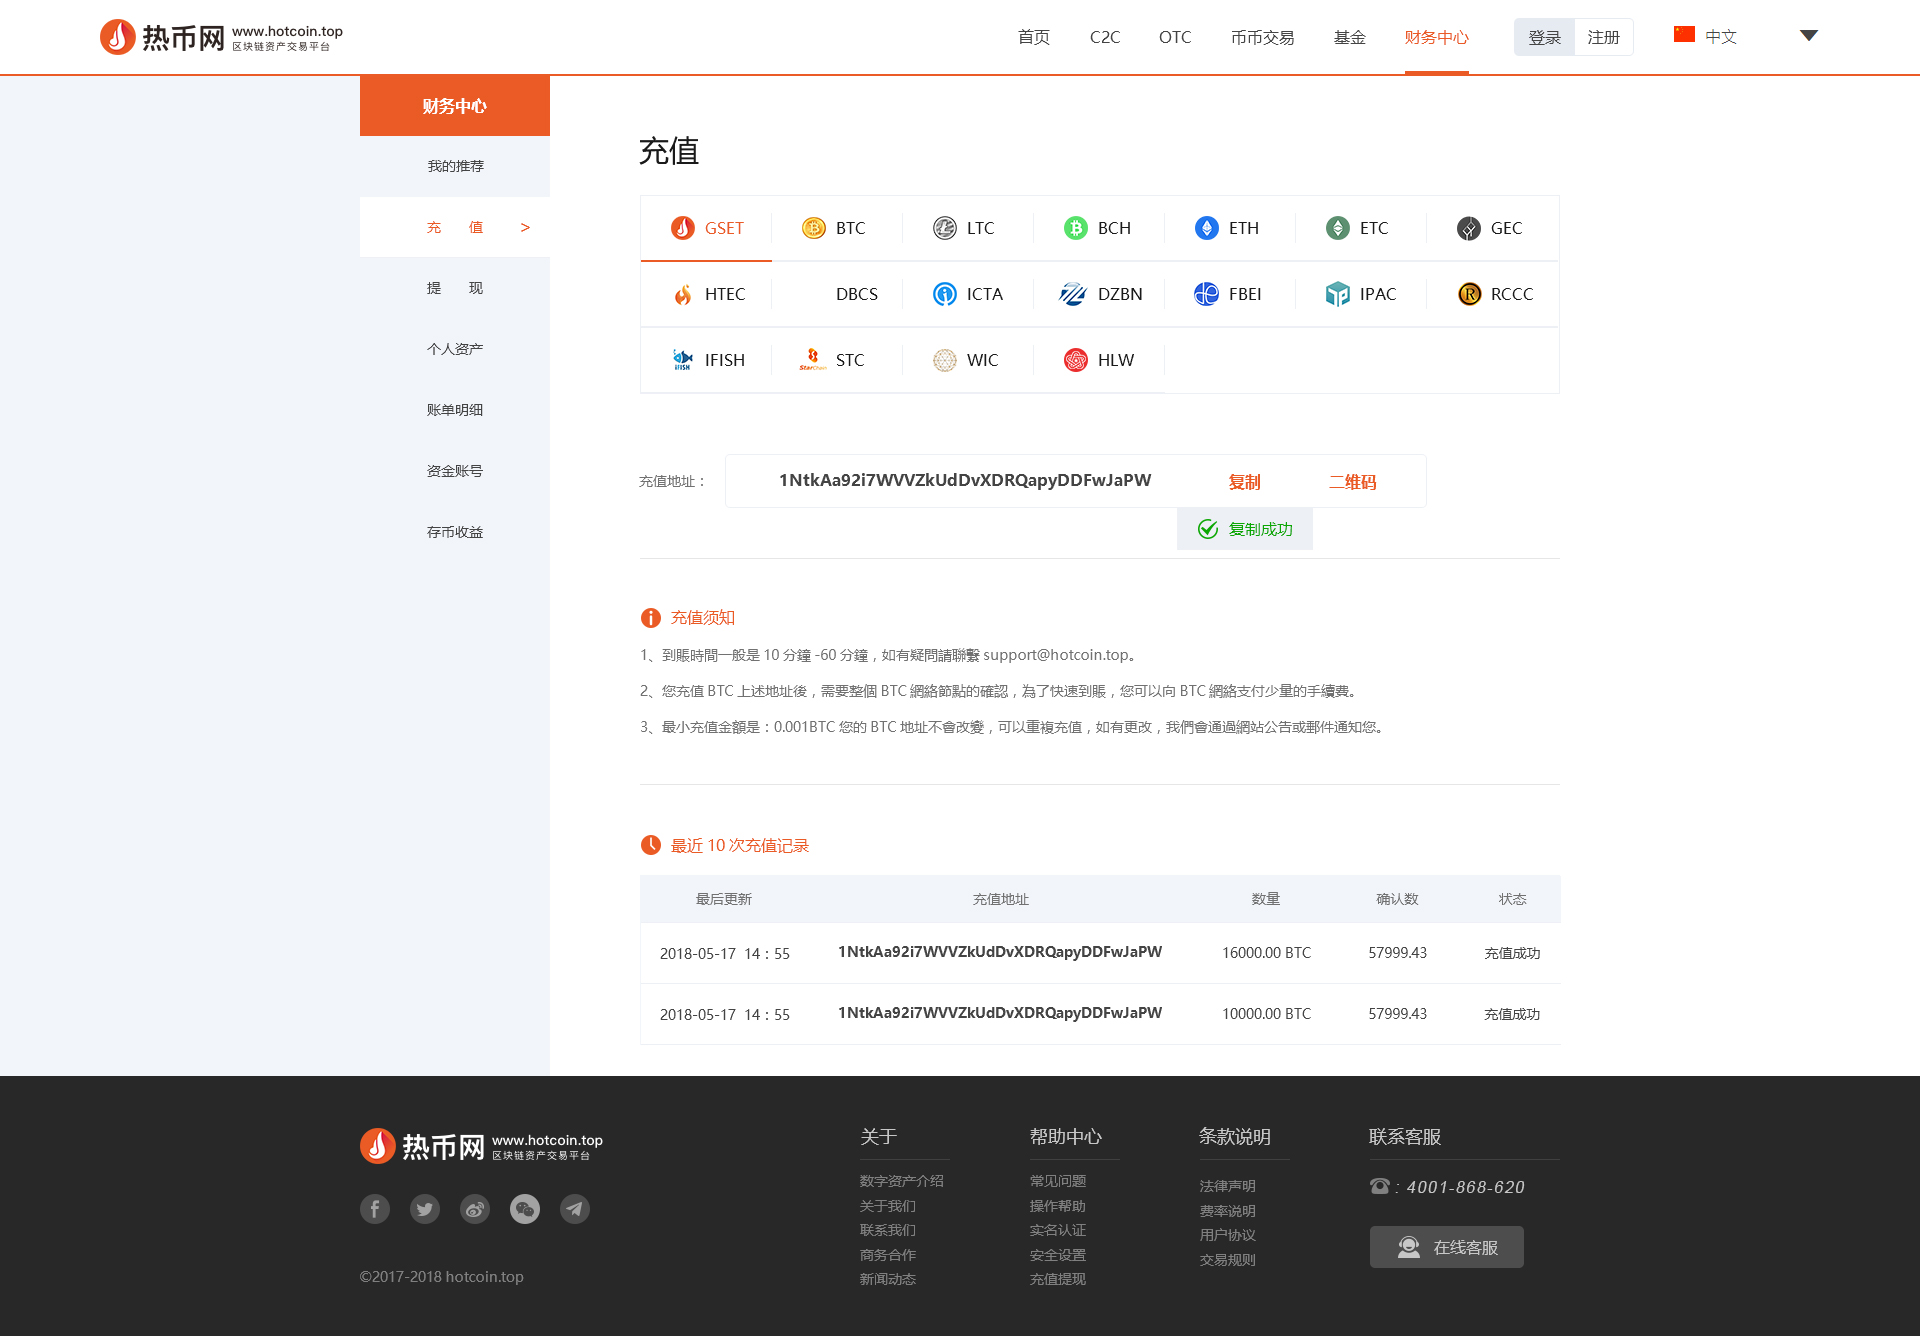 热币网 www.hotcoin.top
区块链资产交易平台
首页 C2C OTC 币币交易 基金 财务中心 登录 注册 中文
财务中心
我的推荐
充 值 >
提 现
个人资产
账单明细
资金账号
存币收益
充值
GSET BTC LTC BCH ETH ETC GEC
HTEC DBCS ICTA DZBN FBEI IPAC RCCC
IFISH STC WIC HLW
充值地址： 1NtkAa92i7WVVZkUdDvXDRQapyDDFwJaPW 复制 二维码
复制成功
充值须知
1、到賬時間一般是 10 分鐘 -60 分鐘，如有疑問請聯繫 support@hotcoin.top。
2、您充值 BTC 上述地址後，需要整個 BTC 網絡節點的確認，為了快速到賬，您可以向 BTC 網絡支付少量的手續費。
3、最小充值金額是：0.001BTC 您的 BTC 地址不會改變，可以重複充值，如有更改，我們會通過網站公告或郵件通知您。
最近 10 次充值记录
最后更新 充值地址 数量 确认数 状态
2018-05-17 14：55 1NtkAa92i7WVVZkUdDvXDRQapyDDFwJaPW 16000.00 BTC 57999.43 充值成功
2018-05-17 14：55 1NtkAa92i7WVVZkUdDvXDRQapyDDFwJaPW 10000.00 BTC 57999.43 充值成功
热币网 www.hotcoin.top
区块链资产交易平台
©2017-2018 hotcoin.top
关于
数字资产介绍
关于我们
联系我们
商务合作
新闻动态
帮助中心
常见问题
操作帮助
实名认证
安全设置
充值提现
条款说明
法律声明
费率说明
用户协议
交易规则
联系客服
: 4001-868-620
在线客服